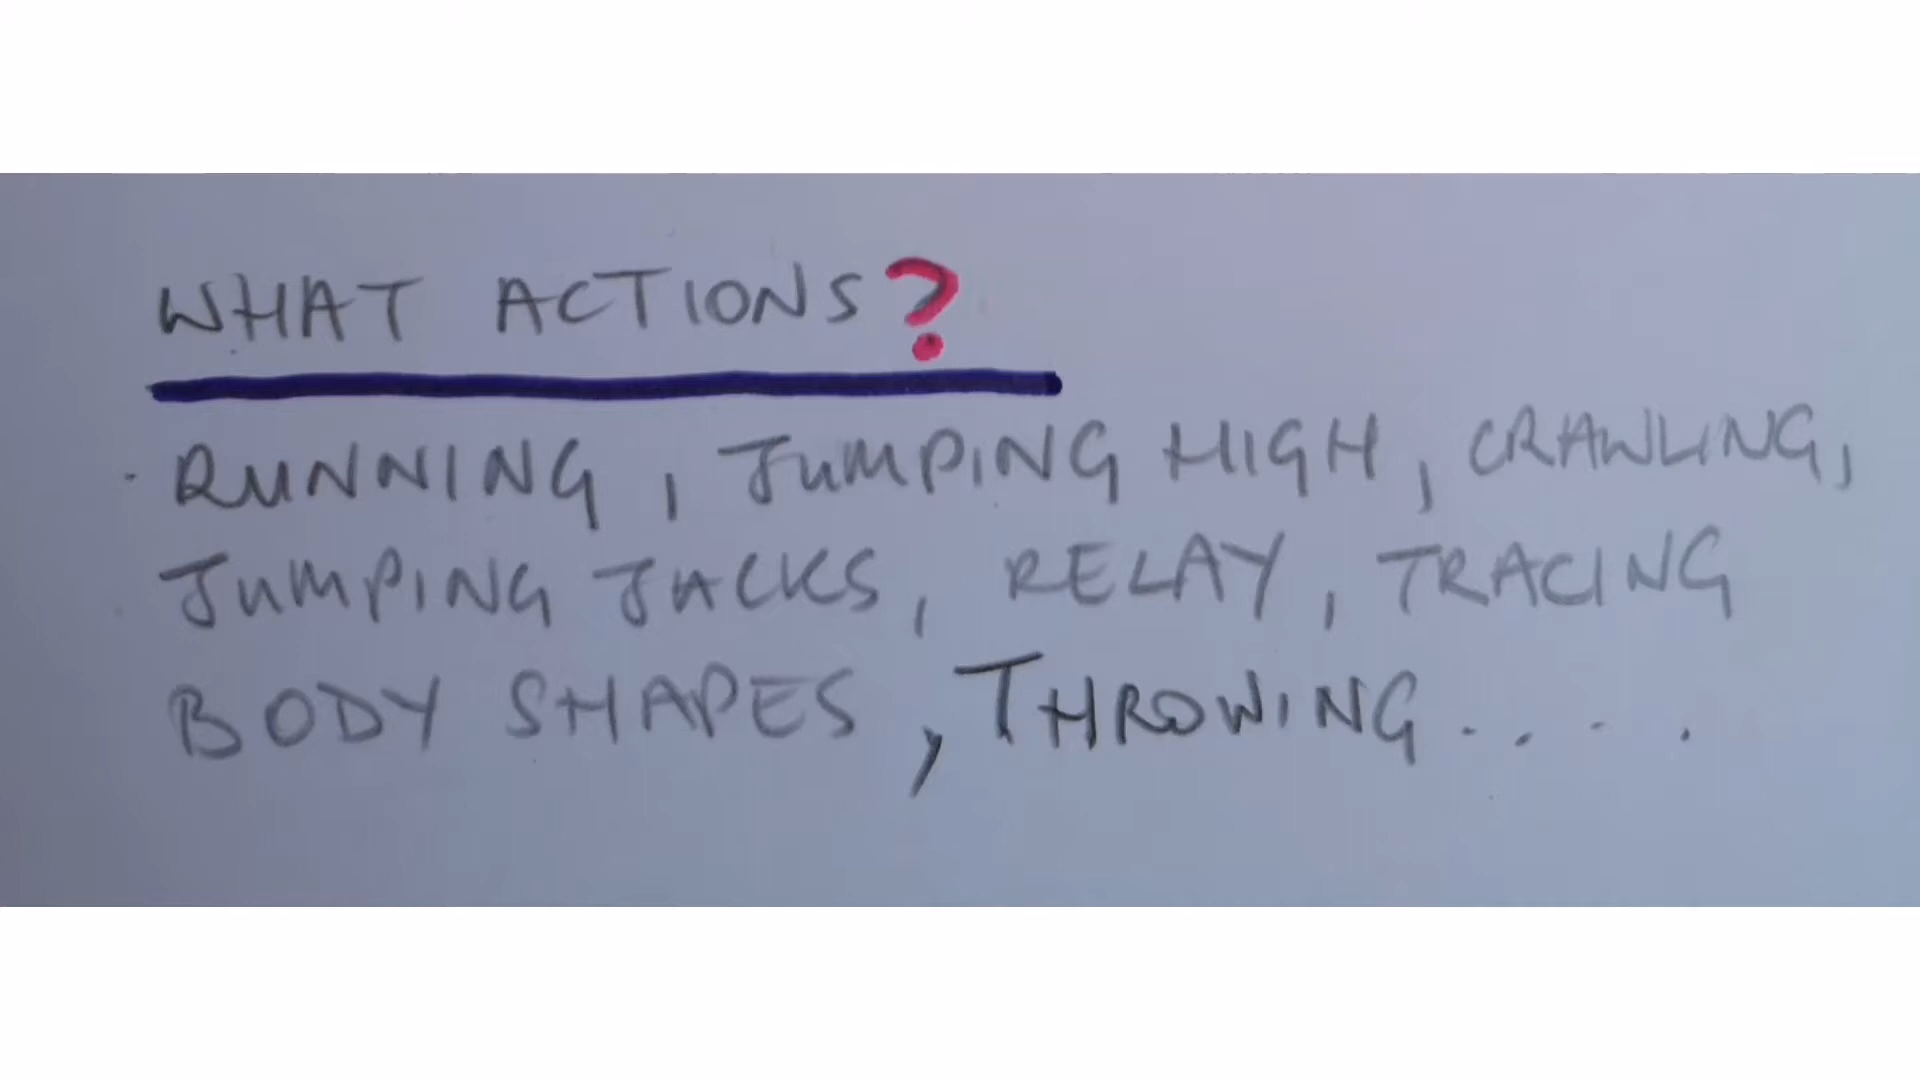 WHAT ACTIONS?
RUNNING, JUMPING HIGH, CRAWLING,
JUMPING JACKS, RELAY, TRACING
BODY SHAPES, THROWING....